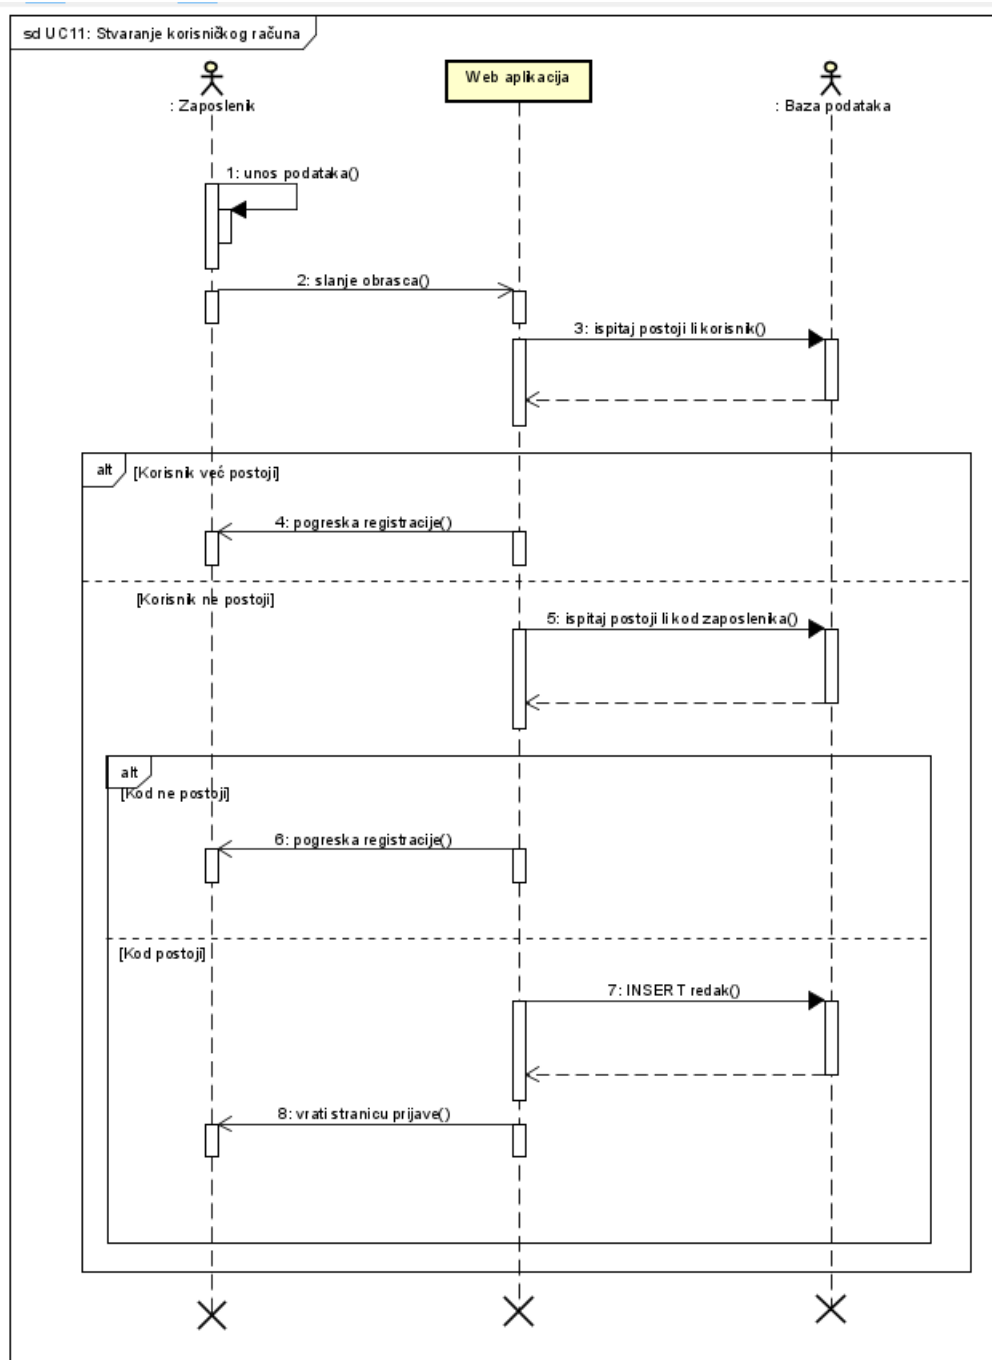 sd UC11: Stvaranje korisničkog računa
Web aplikacija
: Zaposlenik
: Baza podataka
1: unos podataka()
2: slanje obrasca()
3: ispitaj postoji li korisnik()
alt
[Korisnik već postoji]
4: pogreska registracije()
[Korisnik ne postoji]
5: ispitaj postoji li kod zaposlenika()
alt
[Kod ne postoji]
6: pogreska registracije()
[Kod postoji]
7: INSERT redak()
8: vrati stranicu prijave()